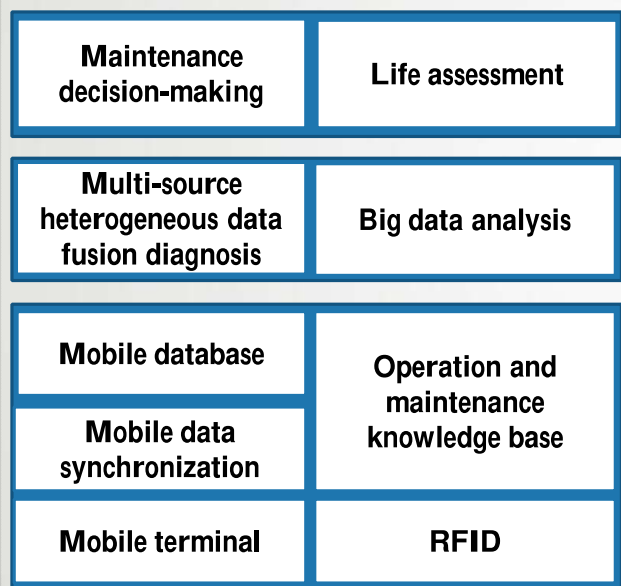 Maintenance
decision-making
Life assessment
Multi-source
heterogeneous data
fusion diagnosis
Big data analysis
Mobile database
Operation and
maintenance
knowledge base
Mobile data
synchronization
Mobile terminal
RFID